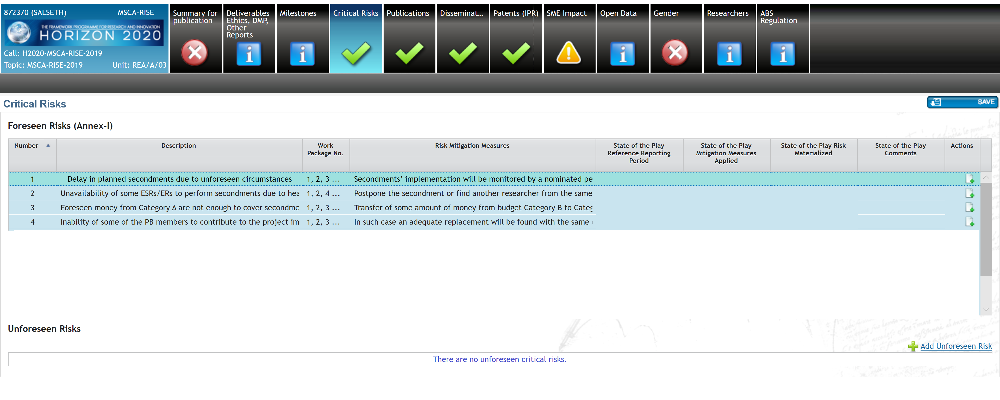 872370 (SALSETH) MSCA-RISE
THE FRAMEWORK PROGRAMME FOR RESEARCH AND INNOVATION
HORIZON 2020
Call: H2020-MSCA-RISE-2019
Topic: MSCA-RISE-2019 Unit: REA/A/03
Summary for
publication
Deliverables
Ethics, DMP,
Other
Reports
Milestones
Critical Risks
Publications
Disseminat...
Patents (IPR)
SME Impact
Open Data
Gender
Researchers
ABS
Regulation
Critical Risks
SAVE
Foreseen Risks (Annex-I)
Number
Description
Work
Package No.
Risk Mitigation Measures
State of the Play
Reference Reporting
Period
State of the Play
Mitigation Measures
Applied
State of the Play Risk
Materialized
State of the Play
Comments
Actions
1 Delay in planned secondments due to unforeseen circumstances 1, 2, 3 ... Secondments’ implementation will be monitored by a nominated pe
2 Unavailability of some ESRs/ERs to perform secondments due to hea 1, 2, 4 ... Postpone the secondment or find another researcher from the same
3 Foreseen money from Category A are not enough to cover secondme 1, 2, 3 ... Transfer of some amount of money from budget Category B to Categ
4 Inability of some of the PB members to contribute to the project im 1, 2, 3 ... In such case an adequate replacement will be found with the same
Unforeseen Risks
Add Unforeseen Risk
There are no unforeseen critical risks.